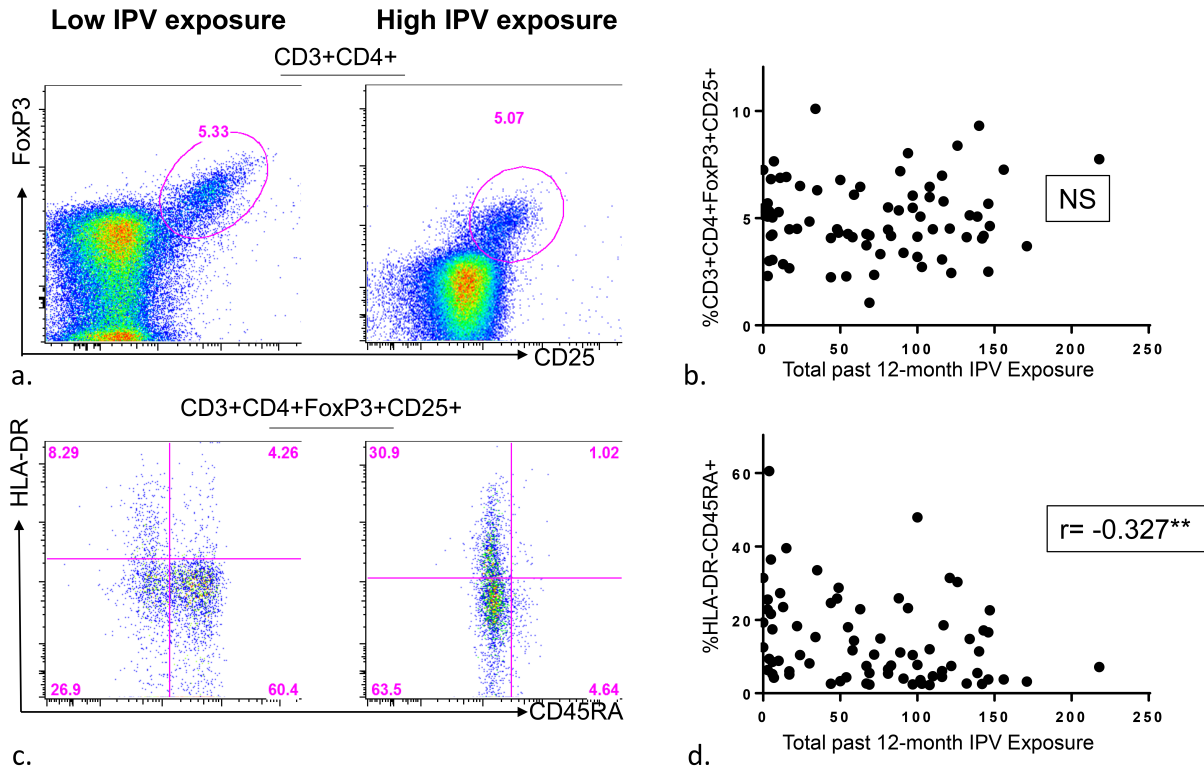 Low IPV exposure
High IPV exposure
CD3+CD4+
FoxP3
5.33
5.07
CD25
a.
%CD3+CD4+FoxP3+CD25+
10
5
0
NS
0 50 100 150 200 250
Total past 12-month IPV Exposure
b.
CD3+CD4+FoxP3+CD25+
HLA-DR
8.29
4.26
26.9
60.4
30.9
1.02
63.5
4.64
CD45RA
c.
%HLA-DR-CD45RA+
60
40
20
0
r= -0.327**
0 50 100 150 200 250
Total past 12-month IPV Exposure
d.